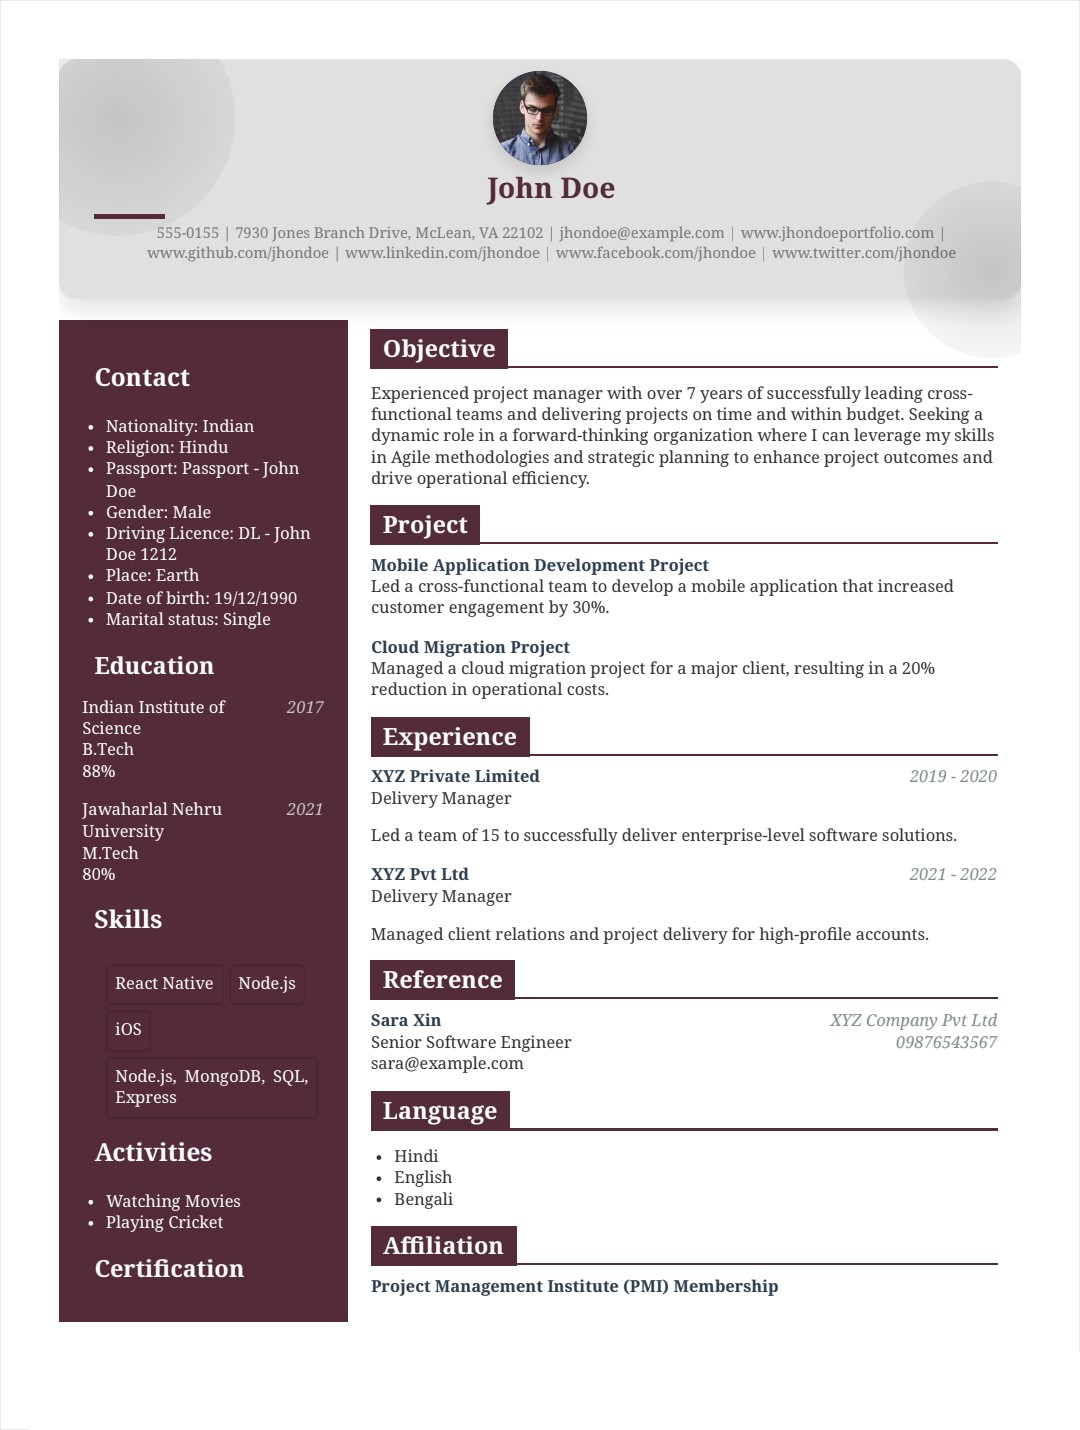 John Doe
555-0155 | 7930 Jones Branch Drive, McLean, VA 22102 | jhondoe@example.com | www.jhondoeportfolio.com |
www.github.com/jhondoe | www.linkedin.com/jhondoe | www.facebook.com/jhondoe | www.twitter.com/jhondoe
Contact
• Nationality: Indian
• Religion: Hindu
• Passport: Passport - John
Doe
• Gender: Male
• Driving Licence: DL - John
Doe 1212
• Place: Earth
• Date of birth: 19/12/1990
• Marital status: Single
Education
Indian Institute of 2017
Science
B.Tech
88%
Jawaharlal Nehru 2021
University
M.Tech
80%
Skills
React Native Node.js
iOS
Node.js, MongoDB, SQL,
Express
Activities
• Watching Movies
• Playing Cricket
Certification
Objective
Experienced project manager with over 7 years of successfully leading cross-
functional teams and delivering projects on time and within budget. Seeking a
dynamic role in a forward-thinking organization where I can leverage my skills
in Agile methodologies and strategic planning to enhance project outcomes and
drive operational efficiency.
Project
Mobile Application Development Project
Led a cross-functional team to develop a mobile application that increased
customer engagement by 30%.
Cloud Migration Project
Managed a cloud migration project for a major client, resulting in a 20%
reduction in operational costs.
Experience
XYZ Private Limited 2019 - 2020
Delivery Manager
Led a team of 15 to successfully deliver enterprise-level software solutions.
XYZ Pvt Ltd 2021 - 2022
Delivery Manager
Managed client relations and project delivery for high-profile accounts.
Reference
Sara Xin XYZ Company Pvt Ltd
Senior Software Engineer 09876543567
sara@example.com
Language
• Hindi
• English
• Bengali
Affiliation
Project Management Institute (PMI) Membership